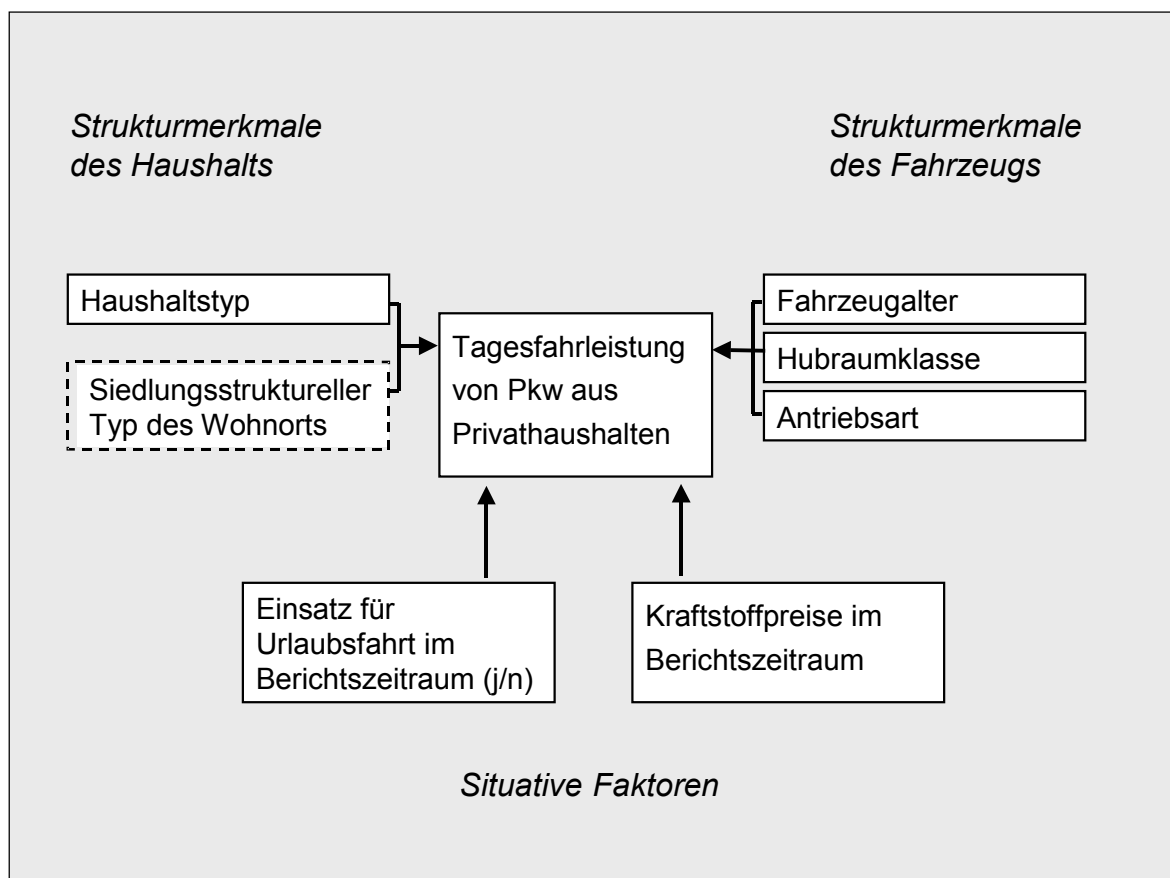 Strukturmerkmale
des Haushalts
Strukturmerkmale
des Fahrzeugs
Haushaltstyp
Siedlungsstruktureller
Typ des Wohnorts
Tagesfahrleistung
von Pkw aus
Privathaushalten
Fahrzeugalter
Hubraumklasse
Antriebsart
Einsatz für
Urlaubsfahrt im
Berichtszeitraum (j/n)
Kraftstoffpreise im
Berichtszeitraum
Situative Faktoren